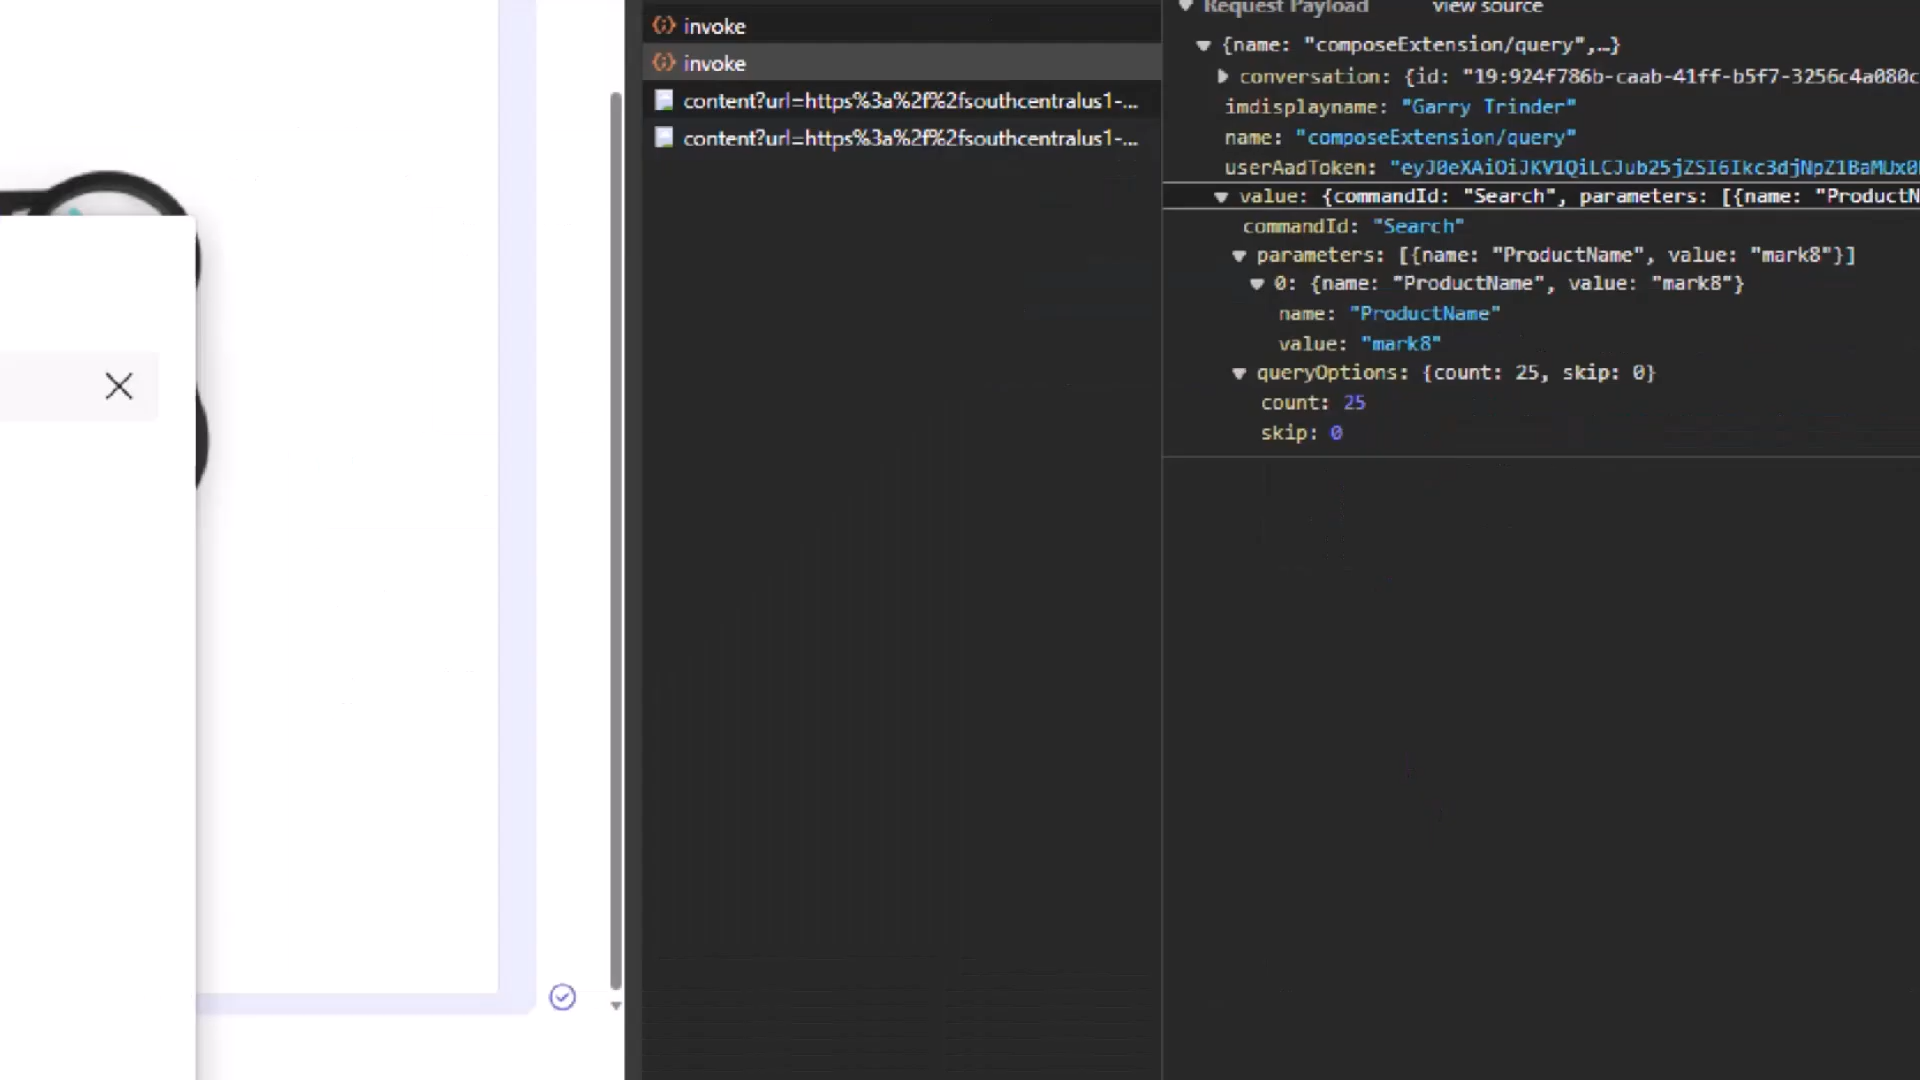 invoke
invoke
content?url=https%3a%2f%2fsouthcentralus1-...
content?url=https%3a%2f%2fsouthcentralus1-...
Request Payload view source
{name: "composeExtension/query",…}
conversation: {id: "19:924f786b-caab-41ff-b5f7-3256c4a080c
imdisplayname: "Garry Trinder"
name: "composeExtension/query"
userAadToken: "eyJ0eXAiOiJKV1QiLCJub25jZSI6Ikc3djNpZ1BaMUx0
value: {commandId: "Search", parameters: [{name: "ProductN
commandId: "Search"
parameters: [{name: "ProductName", value: "mark8"}]
0: {name: "ProductName", value: "mark8"}
name: "ProductName"
value: "mark8"
queryOptions: {count: 25, skip: 0}
count: 25
skip: 0